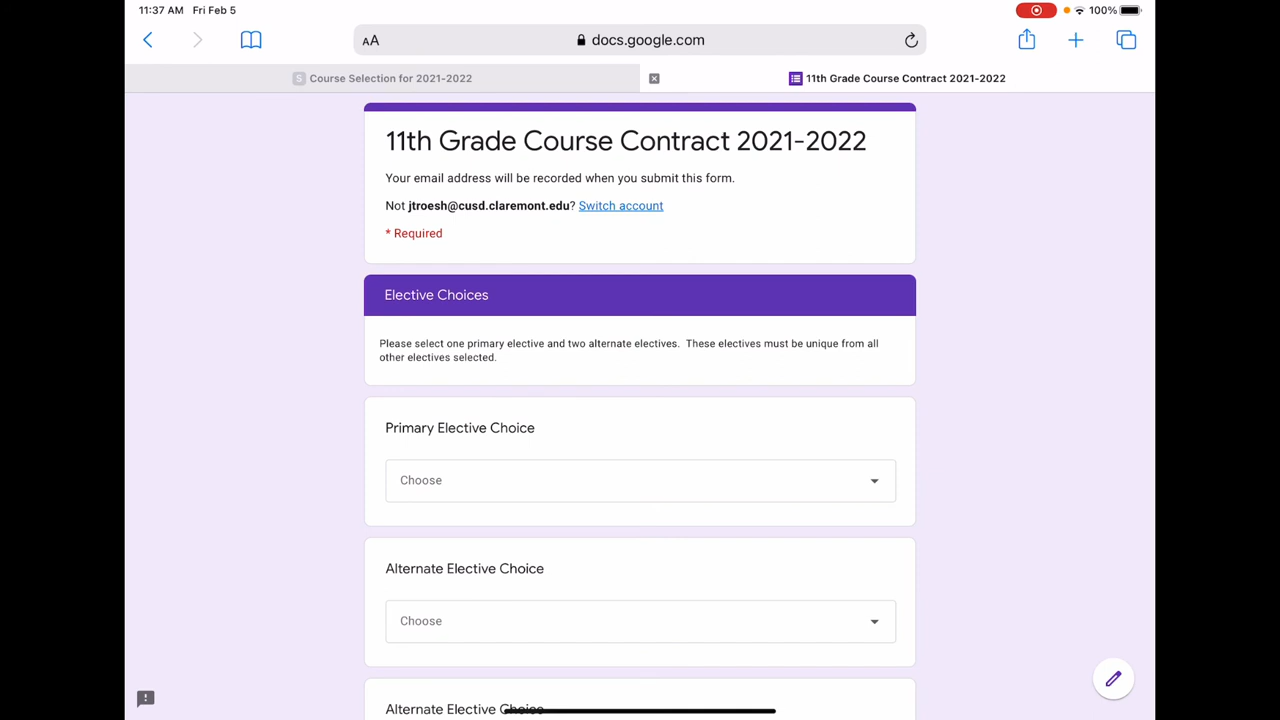 11:37 AM Fri Feb 5
100%
AA
docs.google.com
S Course Selection for 2021-2022
11th Grade Course Contract 2021-2022
11th Grade Course Contract 2021-2022
Your email address will be recorded when you submit this form.
Not jtroesh@cusd.claremont.edu? Switch account
* Required
Elective Choices
Please select one primary elective and two alternate electives. These electives must be unique from all
other electives selected.
Primary Elective Choice
Choose
Alternate Elective Choice
Choose
Alternate Elective Choice